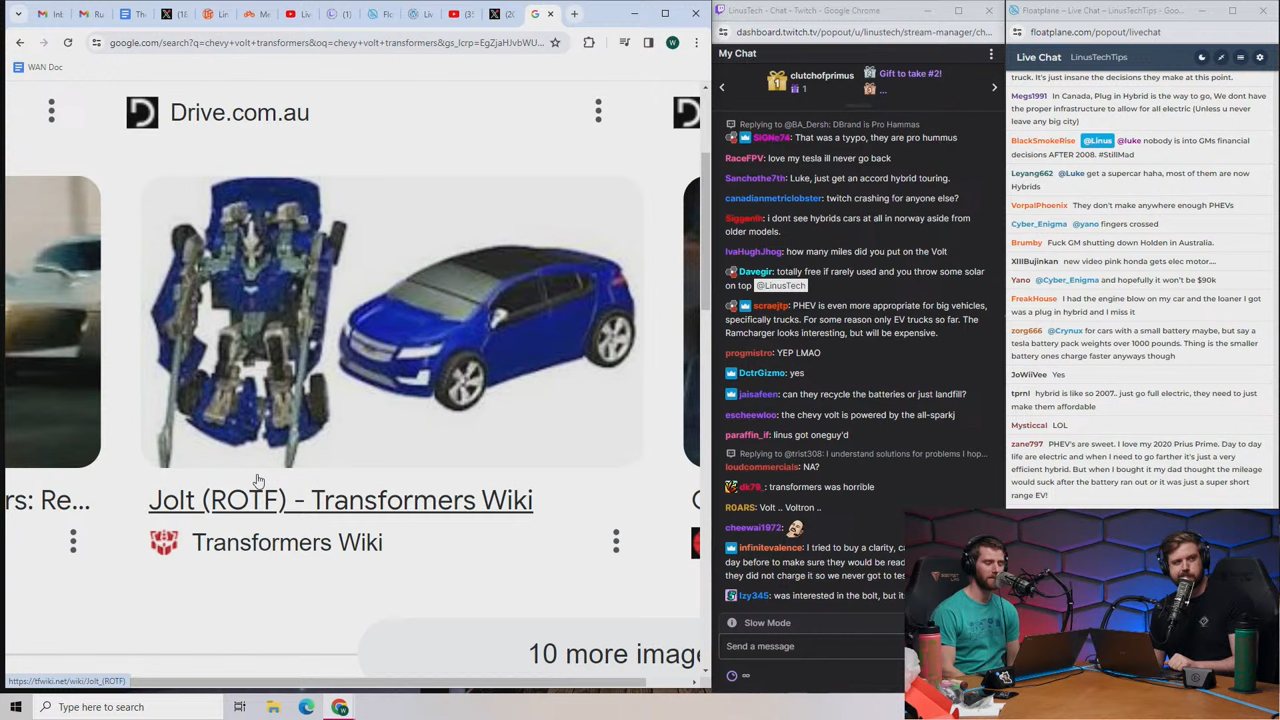 google.com/search?q=chevy+volt+transformers&oq=chevy+volt+transformers&gs_lcrp=EgZjaHJvbWU...
WAN Doc
Drive.com.au
rs: Re...
Jolt (ROTF) - Transformers Wiki
Transformers Wiki
10 more image
https://tfwiki.net/wiki/Jolt_(ROTF)
Type here to search
LinusTech - Chat - Twitch - Google Chrome
dashboard.twitch.tv/popout/u/linustech/stream-manager/ch...
My Chat
clutchofprimus
1
Gift to take #2!
...
Replying to @BA_Dersh: DBrand is Pro Hammas
SIGNe74: That was a tyypo, they are pro hummus
RaceFPV: love my tesla ill never go back
Sanchothe7th: Luke, just get an accord hybrid touring.
canadianmetriclobster: twitch crashing for anyone else?
i dont see hybrids cars at all in norway aside from
older models.
IvaHughJhog: how many miles did you put on the Volt
Davegir: totally free if rarely used and you throw some solar
on top @LinusTech
scraejtp: PHEV is even more appropriate for big vehicles,
specifically trucks. For some reason only EV trucks so far. The
Ramcharger looks interesting, but will be expensive.
progmistro: YEP LMAO
DctrGizmo: yes
jaisafeen: can they recycle the batteries or just landfill?
escheewloo: the chevy volt is powered by the all-sparkj
paraffin_if: linus got oneguy'd
Replying to @trist308: I understand solutions for problems I hop...
loudcommercials: NA?
dk79_: transformers was horrible
R0ARS: Volt .. Voltron ..
cheewai1972:
infinitevalence: I tried to buy a clarity, ca
day before to make sure they would be read
they did not charge it so we never got to tes
Izy345: was interested in the bolt, but it
Slow Mode
Send a message
Floatplane – Live Chat – LinusTechTips - Goo...
floatplane.com/popout/livechat
Live Chat
LinusTechTips
truck. It's just insane the decisions they make at this point.
Megs1991 In Canada, Plug in Hybrid is the way to go, We dont have
the proper infrastructure to allow for all electric (Unless u never
leave any big city)
BlackSmokeRise @Linus @luke nobody is into GMs financial
decisions AFTER 2008. #StillMad
Leyang662 @Luke get a supercar haha, most of them are now
Hybrids
VorpalPhoenix They don't make anywhere enough PHEVs
Cyber_Enigma @yano fingers crossed
Brumby Fuck GM shutting down Holden in Australia.
XIIIBujinkan new video pink honda gets elec motor....
Yano @Cyber_Enigma and hopefully it won't be $90k
FreakHouse I had the engine blow on my car and the loaner I got
was a plug in hybrid and I miss it
zorg666 @Crynux for cars with a small battery maybe, but say a
tesla battery pack weights over 1000 pounds. Thing is the smaller
battery ones charge faster anyways though
JoWiiVee Yes
tprnl hybrid is like so 2007.. just go full electric, they need to just
make them affordable
Mysticcal LOL
zane797 PHEV's are sweet. I love my 2020 Prius Prime. Day to day
life are electric and when I need to go farther it's just a very
efficient hybrid. But when I bought it my dad thought the mileage
would suck after the battery ran out or it was just a super short
range EV!